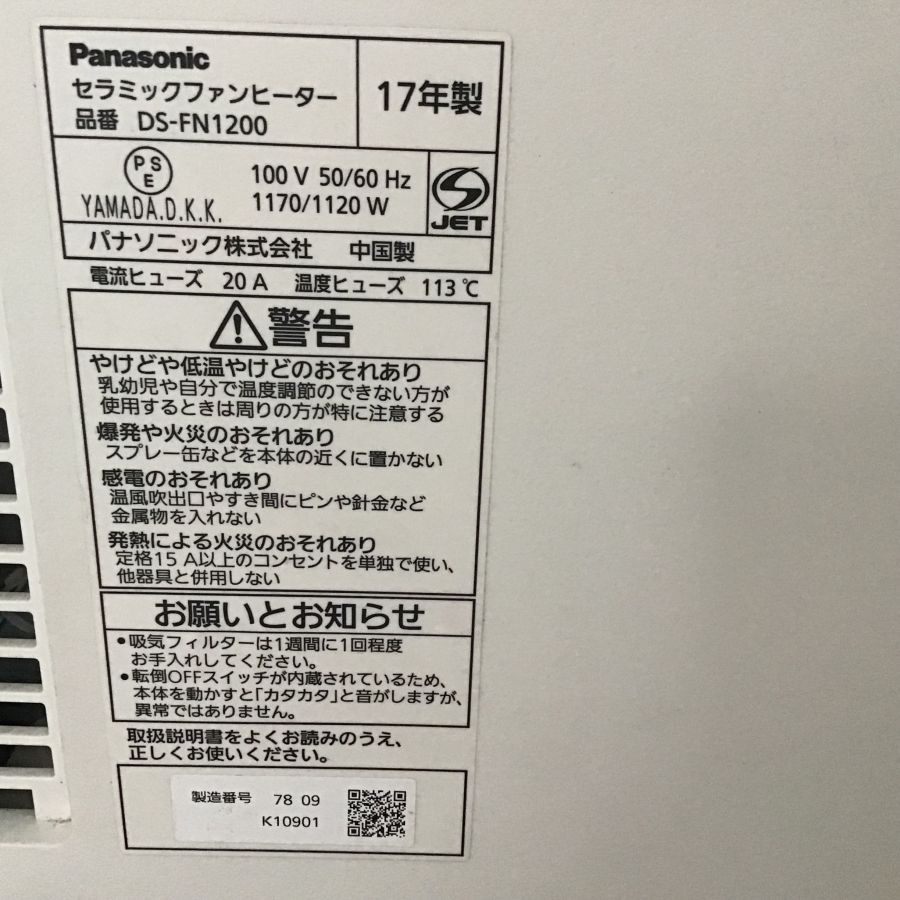 Panasonic
セラミックファンヒーター
品番 DS-FN1200
17年製
PSE
YAMADA.D.K.K.
100 V 50/60 Hz
1170/1120 W
JET
パナソニック株式会社 中国製
電流ヒューズ 20 A 温度ヒューズ 113 ℃
警告
やけどや低温やけどのおそれあり
乳幼児や自分で温度調節のできない方が
使用するときは周りの方が特に注意する
爆発や火災のおそれあり
スプレー缶などを本体の近くに置かない
感電のおそれあり
温風吹出口やすき間にピンや針金など
金属物を入れない
発熱による火災のおそれあり
定格15 A以上のコンセントを単独で使い、
他器具と併用しない
お願いとお知らせ
•吸気フィルターは1週間に1回程度
お手入れしてください。
•転倒OFFスイッチが内蔵されているため、
本体を動かすと「カタカタ」と音がしますが、
異常ではありません。
取扱説明書をよくお読みのうえ、
正しくお使いください。
製造番号 78 09
K10901